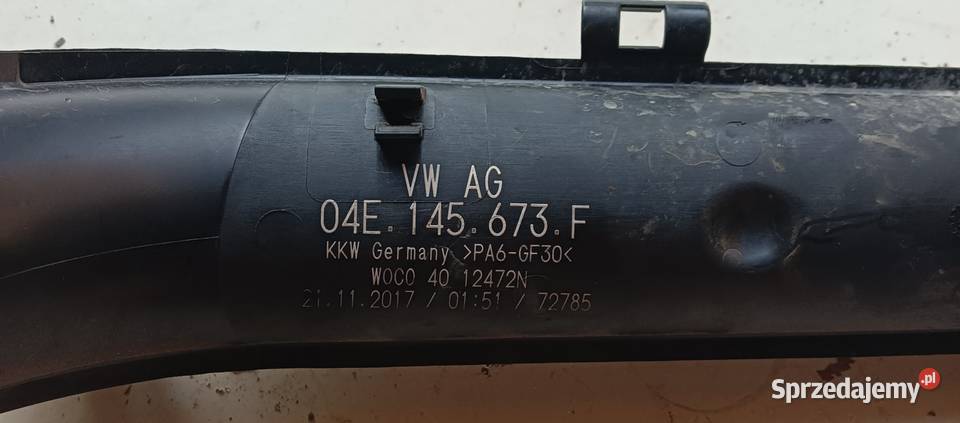 VW AG
04E.145.673.F
KKW Germany >PA6-GF30<
WOCO 40 12472N
21.11.2017 / 01:51 / 72785
Sprzedajemy.pl